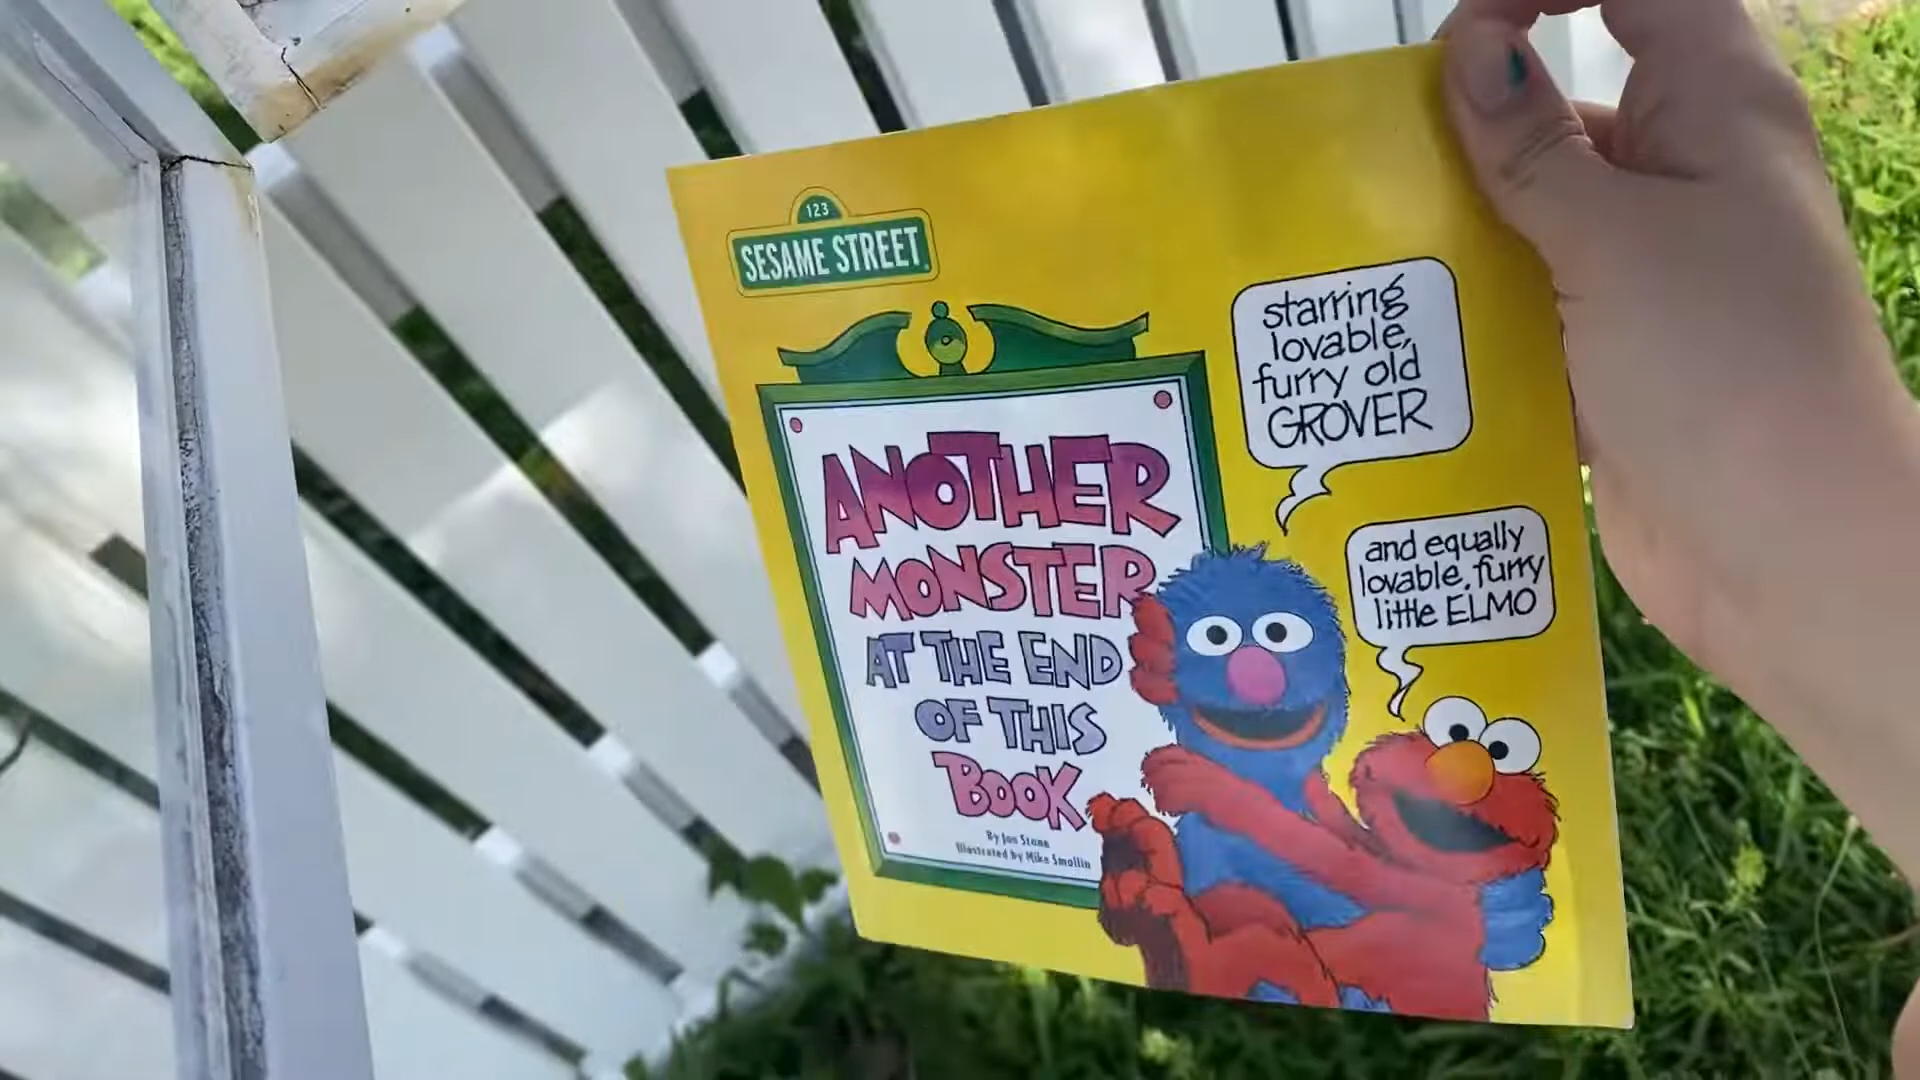 123
SESAME STREET
starring
lovable,
furry old
GROVER
and equally
lovable, furry
little ELMO
ANOTHER
MONSTER
AT THE END
OF THIS
BOOK
By Jon Stone
Illustrated by Mike Smollin